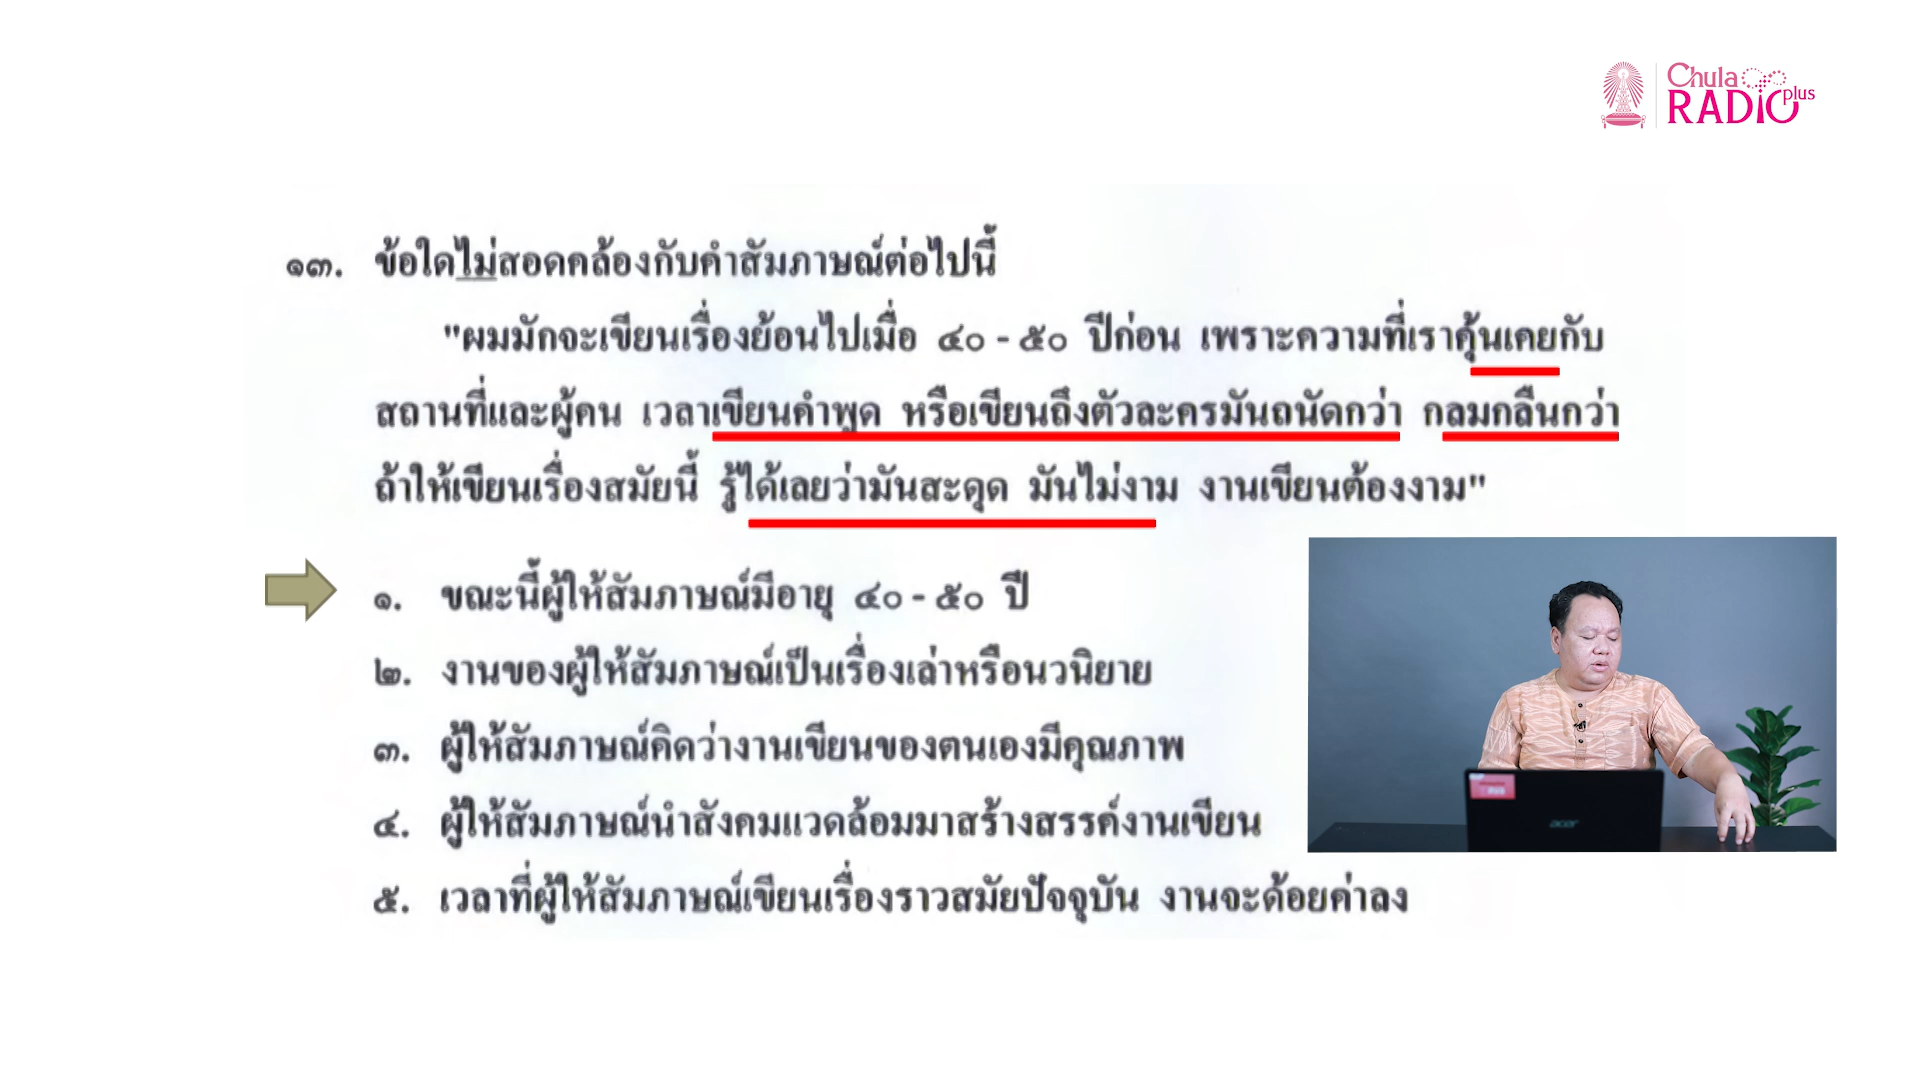 Chula
RADIO plus
๑๓. ข้อใดไม่สอดคล้องกับคำสัมภาษณ์ต่อไปนี้
"ผมมักจะเขียนเรื่องย้อนไปเมื่อ ๔๐ - ๕๐ ปีก่อน เพราะความที่เราคุ้นเคยกับ
สถานที่และผู้คน เวลาเขียนคำพูด หรือเขียนถึงตัวละครมันถนัดกว่า กลมกลืนกว่า
ถ้าให้เขียนเรื่องสมัยนี้ รู้ได้เลยว่ามันสะดุด มันไม่งาม งานเขียนต้องงาม"
๑. ขณะนี้ผู้ให้สัมภาษณ์มีอายุ ๔๐ - ๕๐ ปี
๒. งานของผู้ให้สัมภาษณ์เป็นเรื่องเล่าหรือนวนิยาย
๓. ผู้ให้สัมภาษณ์คิดว่างานเขียนของตนเองมีคุณภาพ
๔. ผู้ให้สัมภาษณ์นำสังคมแวดล้อมมาสร้างสรรค์งานเขียน
๕. เวลาที่ผู้ให้สัมภาษณ์เขียนเรื่องราวสมัยปัจจุบัน งานจะด้อยค่าลง
acer